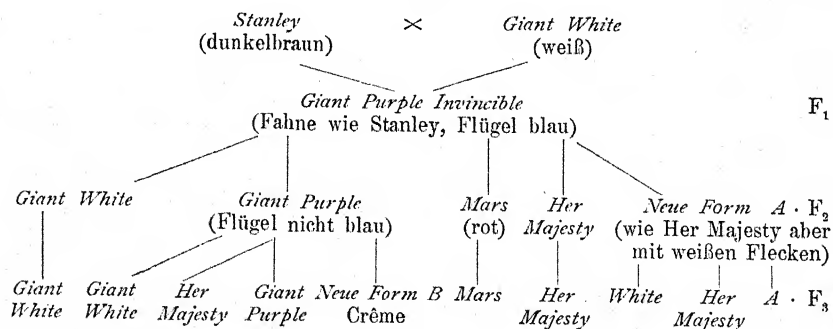 Stanley × Giant White
(dunkelbraun) (weiß)
Giant Purple Invincible F₁
(Fahne wie Stanley, Flügel blau)
Giant White Giant Purple Mars Her Neue Form A · F₂
(Flügel nicht blau) (rot) Majesty (wie Her Majesty aber
mit weißen Flecken)
Giant Giant Her Giant Neue Form B Mars Her White Her A · F₃
White White Majesty Purple Crême Majesty Majesty